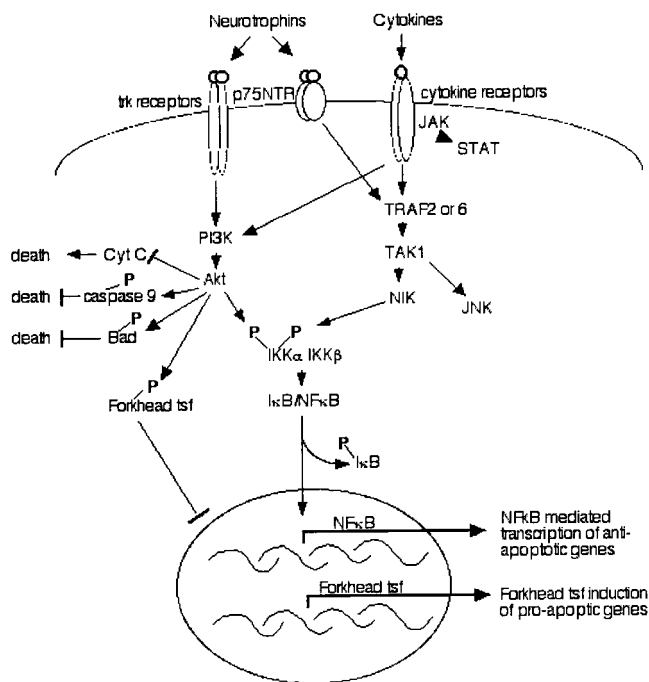 Neurotrophins
Cytokines
trk receptors
p75NTR
cytokine receptors
JAK
STAT
TRAF2 or 6
PI3K
TAK1
death
Cyt C
Akt
P
death
caspase 9
NIK
JNK
P
death
Bad
P
P
IKKα IKKβ
P
Forkhead tsf
IκB/NFκB
P
IκB
NFκB
NFkB mediated
transcription of anti-
apoptotic genes
Forkhead tsf
Forkhead tsf induction
of pro-apoptic genes